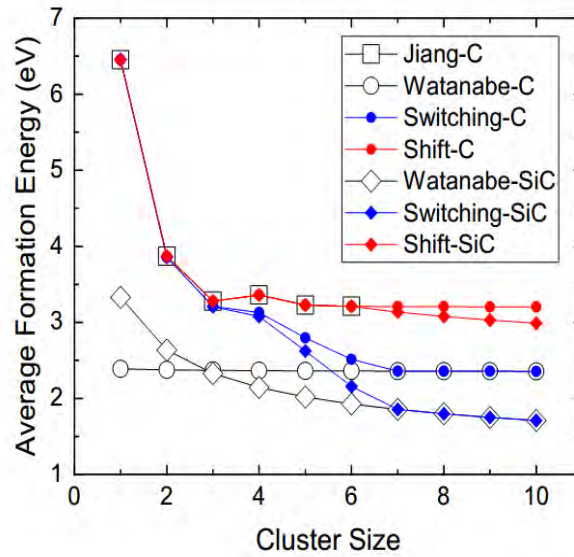 7
6
5
4
3
2
1
0 2 4 6 8 10
Average Formation Energy (eV)
Cluster Size
Jiang-C
Watanabe-C
Switching-C
Shift-C
Watanabe-SiC
Switching-SiC
Shift-SiC